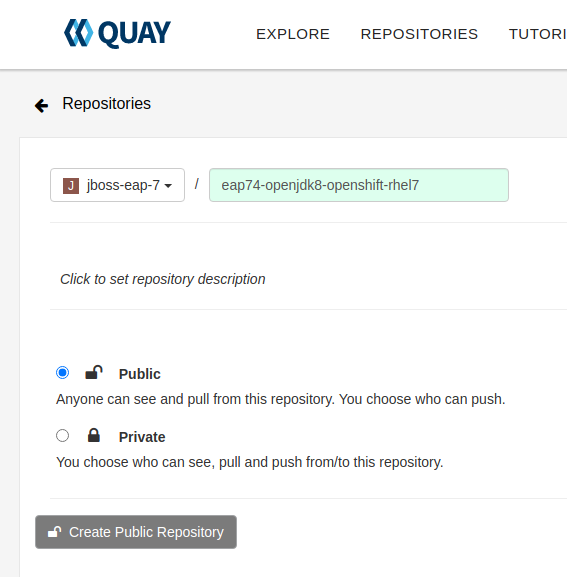 QUAY EXPLORE REPOSITORIES TUTORI
Repositories
J jboss-eap-7 / eap74-openjdk8-openshift-rhel7
Click to set repository description
Public
Anyone can see and pull from this repository. You choose who can push.
Private
You choose who can see, pull and push from/to this repository.
Create Public Repository